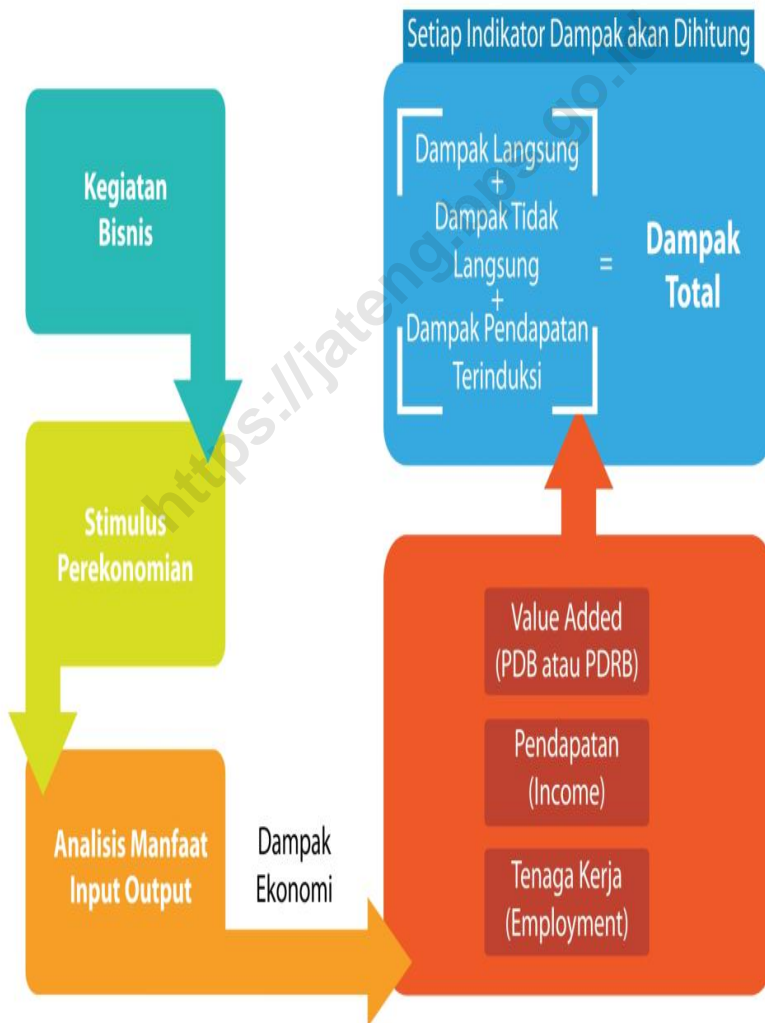 Setiap Indikator Dampak akan Dihitung
Kegiatan
Bisnis
Stimulus
Perekonomian
Analisis Manfaat
Input Output
Dampak
Ekonomi
Value Added
(PDB atau PDRB)
Pendapatan
(Income)
Tenaga Kerja
(Employment)
Dampak Langsung
+
Dampak Tidak
Langsung
+
Dampak Pendapatan
Terinduksi
=
Dampak
Total
https://jateng.bps.go.id